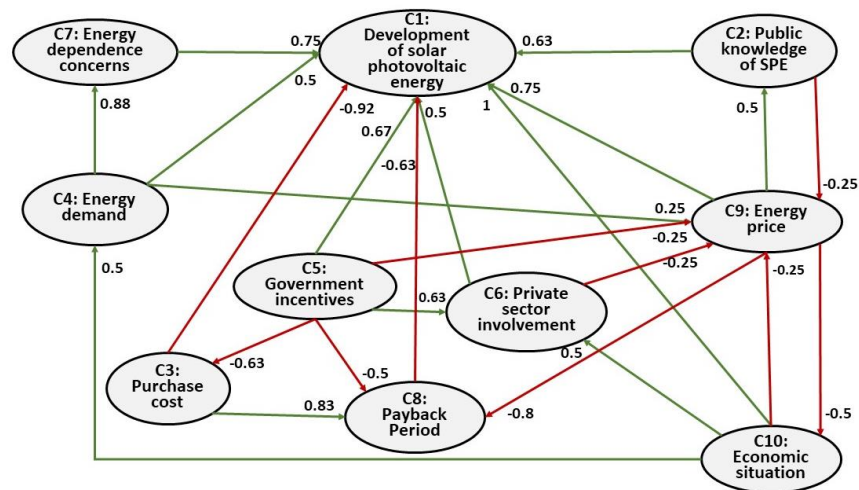 C1:
Development
of solar
photovoltaic
energy
C7: Energy
dependence
concerns
C2: Public
knowledge
of SPE
0.75
0.63
0.5
-0.92
0.67
-0.63
0.5
1
0.75
0.88
0.5
-0.25
C4: Energy
demand
0.25
C9: Energy
price
-0.25
-0.25
-0.25
0.5
C5:
Government
incentives
0.63
C6: Private
sector
involvement
0.5
C3:
Purchase
cost
-0.63
-0.5
0.83
C8:
Payback
Period
-0.8
-0.5
C10:
Economic
situation